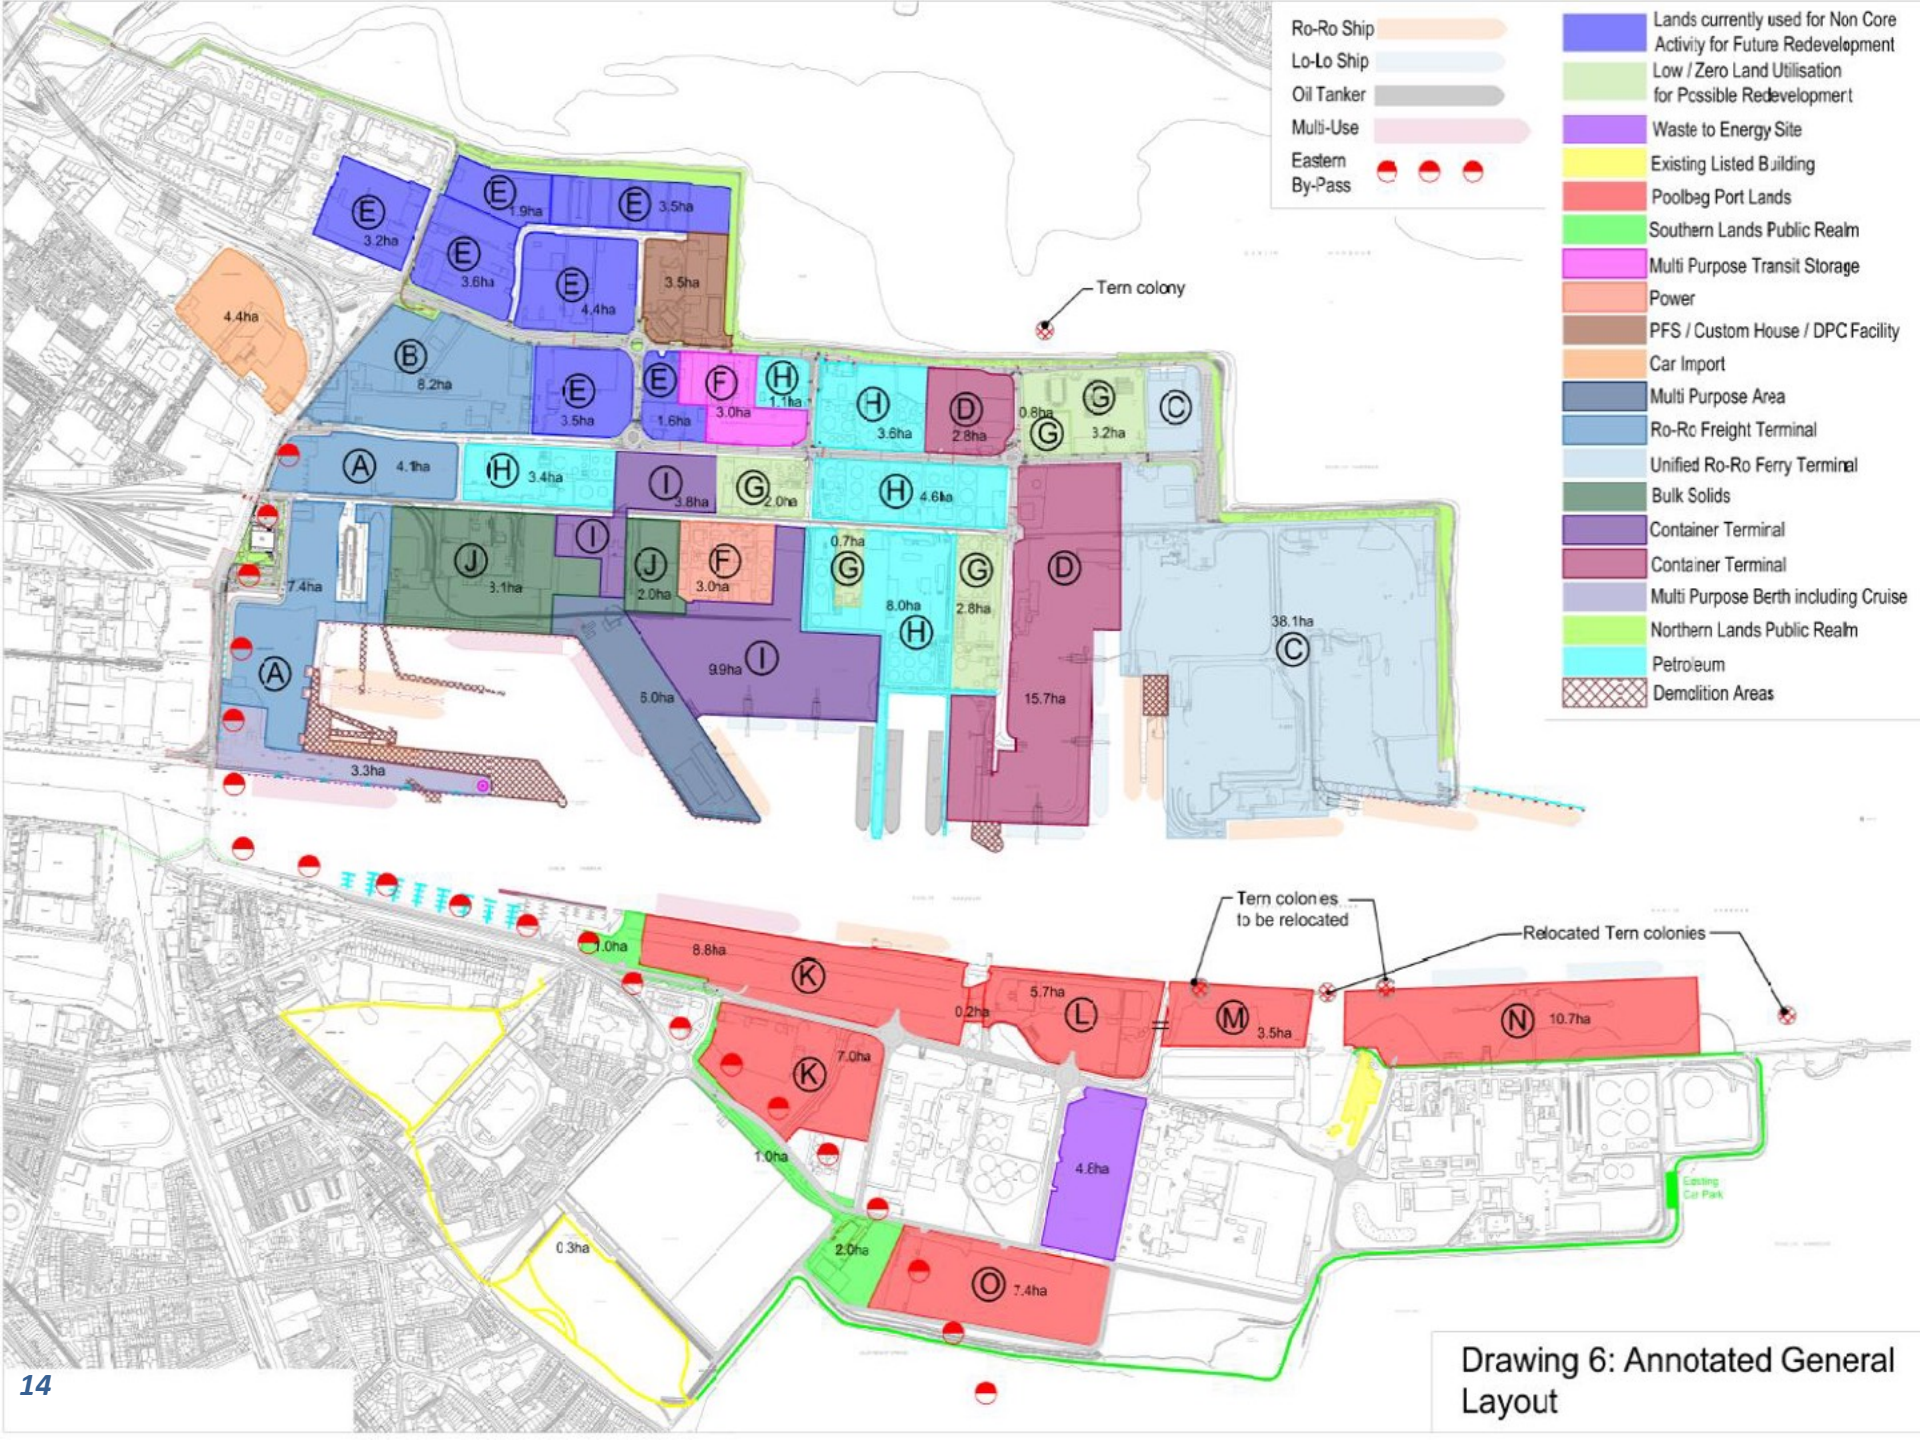 Ro-Ro Ship
Lo-Lo Ship
Oil Tanker
Multi-Use
Eastern
By-Pass
Lands currently used for Non Core
Activity for Future Redevelopment
Low / Zero Land Utilisation
for Possible Redevelopment
Waste to Energy Site
Existing Listed Building
Poolbeg Port Lands
Southern Lands Public Realm
Multi Purpose Transit Storage
Power
PFS / Custom House / DPC Facility
Car Import
Multi Purpose Area
Ro-Ro Freight Terminal
Unified Ro-Ro Ferry Terminal
Bulk Solids
Container Terminal
Container Terminal
Multi Purpose Berth including Cruise
Northern Lands Public Realm
Petroleum
Demolition Areas
E 3.2ha
E 1.9ha
E 3.5ha
E 3.6ha
E 4.4ha
3.5ha
4.4ha
Tern colony
B 8.2ha
E 3.5ha
E 1.6ha
F 3.0ha
H 1.1ha
H 3.6ha
D 2.8ha
0.8ha G
G 3.2ha
C
A 4.1ha
H 3.4ha
I 3.8ha
G 2.0ha
H 4.6ha
7.4ha
A
J
I
J 2.0ha
F 3.0ha
0.7ha
G
8.0ha
H
G
2.8ha
D
15.7ha
38.1ha
C
9.9ha I
6.0ha
3.3ha
Tern colonies
to be relocated
Relocated Tern colonies
1.0ha
8.8ha
K
0.2ha
5.7ha
L
M 3.5ha
N 10.7ha
7.0ha
K
1.0ha
4.8ha
Existing
Car Park
0.3ha
2.0ha
O 7.4ha
Drawing 6: Annotated General
Layout
14